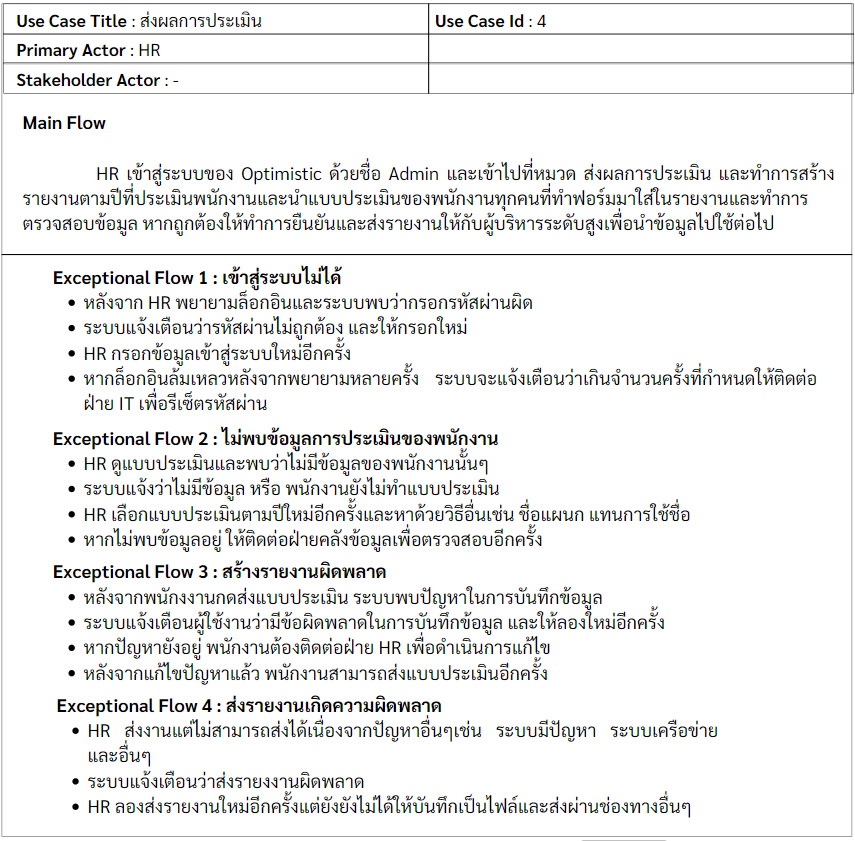 Use Case Title : ส่งผลการประเมิน
Use Case Id : 4
Primary Actor : HR
Stakeholder Actor : -
Main Flow
HR เข้าสู่ระบบของ Optimistic ด้วยชื่อ Admin และเข้าไปที่หมวด ส่งผลการประเมิน และทำการสร้าง
รายงานตามปีที่ประเมินพนักงานและนำแบบประเมินของพนักงานทุกคนที่ทำฟอร์มมาใส่ในรายงานและทำการ
ตรวจสอบข้อมูล หากถูกต้องให้ทำการยืนยันและส่งรายงานให้กับผู้บริหารระดับสูงเพื่อนำข้อมูลไปใช้ต่อไป
Exceptional Flow 1 : เข้าสู่ระบบไม่ได้
• หลังจาก HR พยายามล็อกอินและระบบพบว่ากรอกรหัสผ่านผิด
• ระบบแจ้งเตือนว่ารหัสผ่านไม่ถูกต้อง และให้กรอกใหม่
• HR กรอกข้อมูลเข้าสู่ระบบใหม่อีกครั้ง
• หากล็อกอินล้มเหลวหลังจากพยายามหลายครั้ง ระบบจะแจ้งเตือนว่าเกินจำนวนครั้งที่กำหนดให้ติดต่อ
ฝ่าย IT เพื่อรีเซ็ตรหัสผ่าน
Exceptional Flow 2 : ไม่พบข้อมูลการประเมินของพนักงาน
• HR ดูแบบประเมินและพบว่าไม่มีข้อมูลของพนักงานนั้นๆ
• ระบบแจ้งว่าไม่มีข้อมูล หรือ พนักงานยังไม่ทำแบบประเมิน
• HR เลือกแบบประเมินตามปีใหม่อีกครั้งและหาด้วยวิธีอื่นเช่น ชื่อแผนก แทนการใช้ชื่อ
• หากไม่พบข้อมูลอยู่ ให้ติดต่อฝ่ายคลังข้อมูลเพื่อตรวจสอบอีกครั้ง
Exceptional Flow 3 : สร้างรายงานผิดพลาด
• หลังจากพนักงงานกดส่งแบบประเมิน ระบบพบปัญหาในการบันทึกข้อมูล
• ระบบแจ้งเตือนผู้ใช้งานว่ามีข้อผิดพลาดในการบันทึกข้อมูล และให้ลองใหม่อีกครั้ง
• หากปัญหายังอยู่ พนักงานต้องติดต่อฝ่าย HR เพื่อดำเนินการแก้ไข
• หลังจากแก้ไขปัญหาแล้ว พนักงานสามารถส่งแบบประเมินอีกครั้ง
Exceptional Flow 4 : ส่งรายงานเกิดความผิดพลาด
• HR ส่งงานแต่ไม่สามารถส่งได้เนื่องจากปัญหาอื่นๆเช่น ระบบมีปัญหา ระบบเครือข่าย
และอื่นๆ
• ระบบแจ้งเตือนว่าส่งรายงงานผิดพลาด
• HR ลองส่งรายงานใหม่อีกครั้งแต่ยังยังไม่ได้ให้บันทึกเป็นไฟล์และส่งผ่านช่องทางอื่นๆ